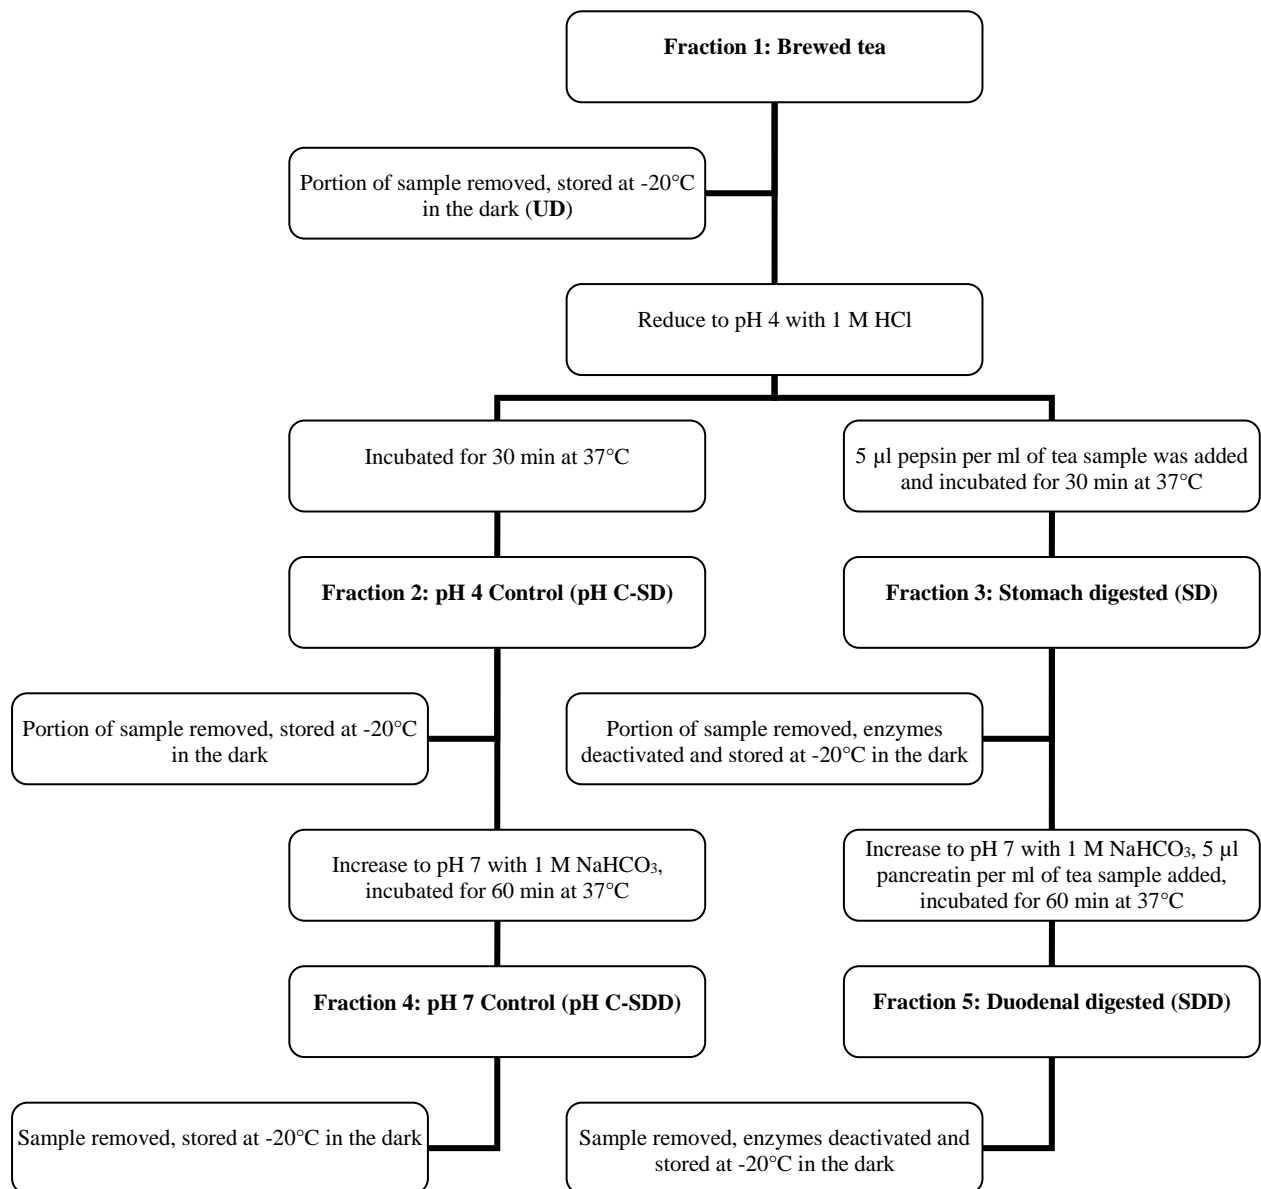 Fraction 1: Brewed tea
Portion of sample removed, stored at -20°C
in the dark (UD)
Reduce to pH 4 with 1 M HCl
Incubated for 30 min at 37°C
5 µl pepsin per ml of tea sample was added
and incubated for 30 min at 37°C
Fraction 2: pH 4 Control (pH C-SD)
Fraction 3: Stomach digested (SD)
Portion of sample removed, stored at -20°C
in the dark
Portion of sample removed, enzymes
deactivated and stored at -20°C in the dark
Increase to pH 7 with 1 M NaHCO₃,
incubated for 60 min at 37°C
Increase to pH 7 with 1 M NaHCO₃, 5 µl
pancreatin per ml of tea sample added,
incubated for 60 min at 37°C
Fraction 4: pH 7 Control (pH C-SDD)
Fraction 5: Duodenal digested (SDD)
Sample removed, stored at -20°C in the dark
Sample removed, enzymes deactivated and
stored at -20°C in the dark